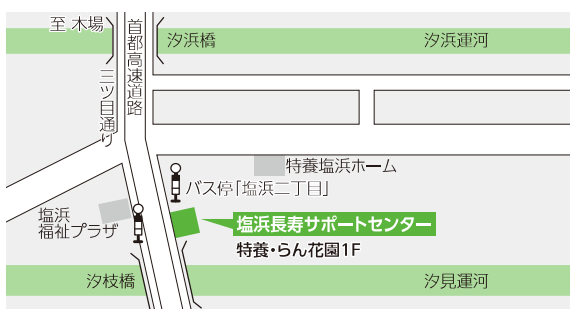 至 木場
首都高速道路
汐浜橋
汐浜運河
三ツ目通り
特養塩浜ホーム
バス停「塩浜二丁目」
塩浜
福祉プラザ
塩浜長寿サポートセンター
特養・らん花園1F
汐枝橋
汐見運河